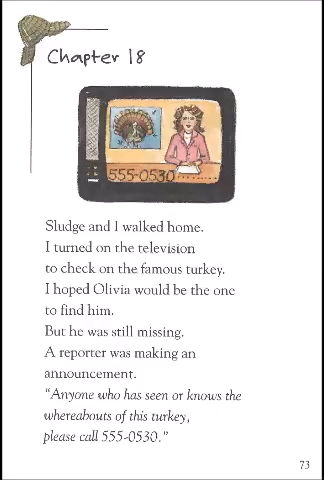 Chapter 18
555-0530
Sludge and I walked home.
I turned on the television
to check on the famous turkey.
I hoped Olivia would be the one
to find him.
But he was still missing.
A reporter was making an
announcement.
“Anyone who has seen or knows the
whereabouts of this turkey,
please call 555-0530.”
73